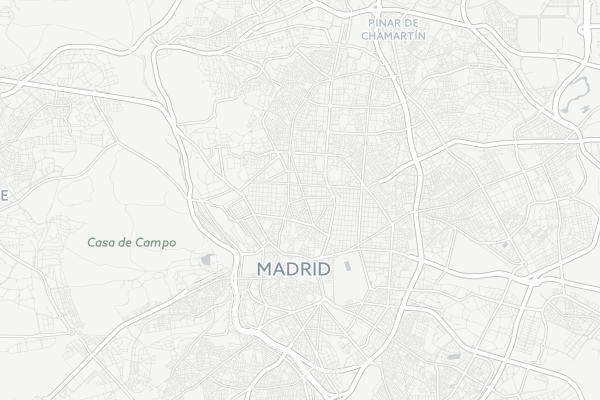 PINAR DE
CHAMARTÍN
E
Casa de Campo
MADRID